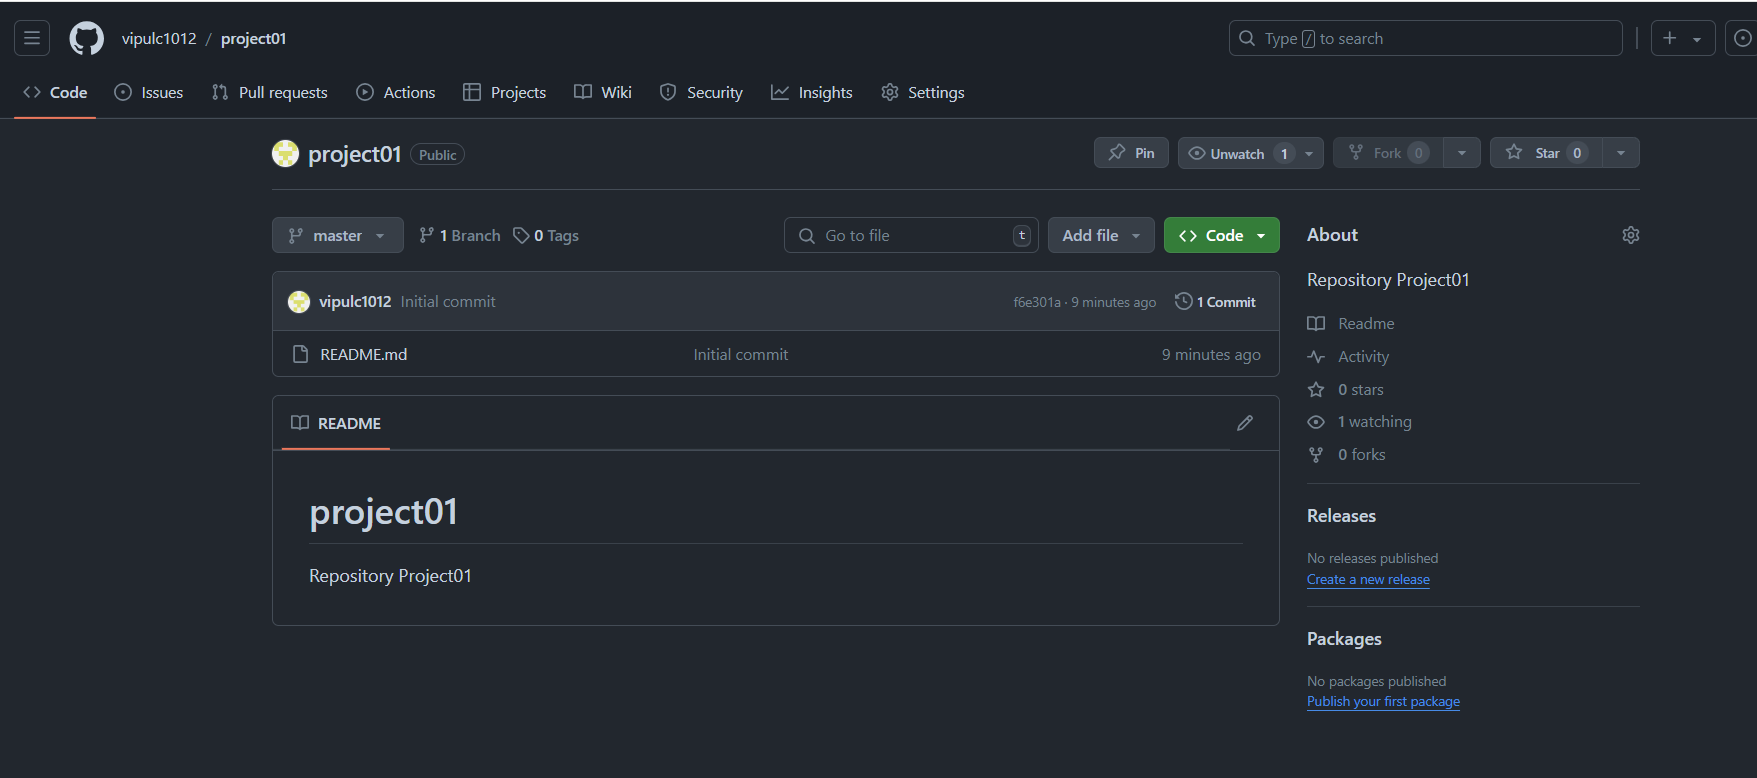 vipulc1012 / project01
Type / to search
Code Issues Pull requests Actions Projects Wiki Security Insights Settings
project01 Public
Pin Unwatch 1 Fork 0 Star 0
master 1 Branch 0 Tags Go to file t Add file Code
vipulc1012 Initial commit f6e301a · 9 minutes ago 1 Commit
README.md Initial commit 9 minutes ago
README
project01
Repository Project01
About
Repository Project01
Readme
Activity
0 stars
1 watching
0 forks
Releases
No releases published
Create a new release
Packages
No packages published
Publish your first package